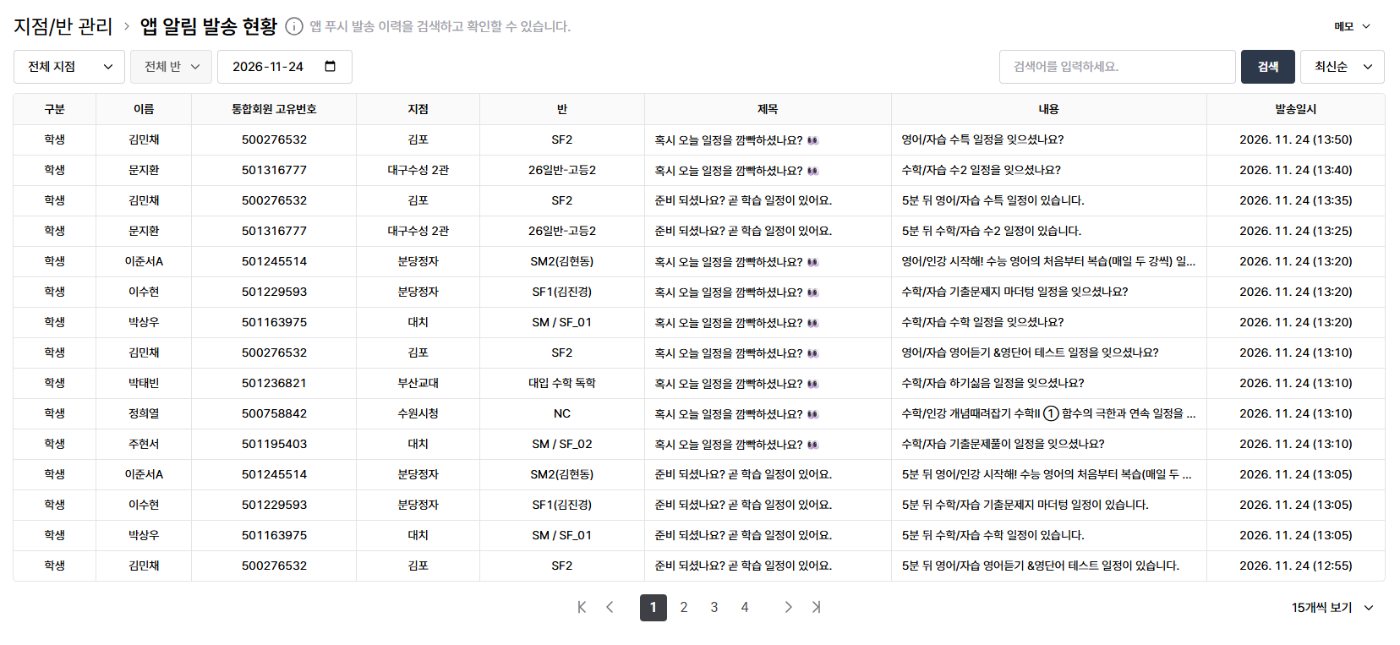 지점/반 관리 > 앱 알림 발송 현황 ⓘ 앱 푸시 발송 이력을 검색하고 확인할 수 있습니다. 메모
전체 지점 전체 반 2026-11-24 검색어를 입력하세요. 검색 최신순
구분 이름 통합회원 고유번호 지점 반 제목 내용 발송일시
학생 김민채 500276532 김포 SF2 혹시 오늘 일정을 깜빡하셨나요? 👀 영어/자습 수특 일정을 잊으셨나요? 2026. 11. 24 (13:50)
학생 문지환 501316777 대구수성 2관 26일반-고등2 혹시 오늘 일정을 깜빡하셨나요? 👀 수학/자습 수2 일정을 잊으셨나요? 2026. 11. 24 (13:40)
학생 김민채 500276532 김포 SF2 준비 되셨나요? 곧 학습 일정이 있어요. 5분 뒤 영어/자습 수특 일정이 있습니다. 2026. 11. 24 (13:35)
학생 문지환 501316777 대구수성 2관 26일반-고등2 준비 되셨나요? 곧 학습 일정이 있어요. 5분 뒤 수학/자습 수2 일정이 있습니다. 2026. 11. 24 (13:25)
학생 이준서A 501245514 분당정자 SM2(김현동) 혹시 오늘 일정을 깜빡하셨나요? 👀 영어/인강 시작해! 수능 영어의 처음부터 복습(매일 두 강씩) 일... 2026. 11. 24 (13:20)
학생 이수현 501229593 분당정자 SF1(김진경) 혹시 오늘 일정을 깜빡하셨나요? 👀 수학/자습 기출문제지 마더텅 일정을 잊으셨나요? 2026. 11. 24 (13:20)
학생 박상우 501163975 대치 SM / SF_01 혹시 오늘 일정을 깜빡하셨나요? 👀 수학/자습 수학 일정을 잊으셨나요? 2026. 11. 24 (13:20)
학생 김민채 500276532 김포 SF2 혹시 오늘 일정을 깜빡하셨나요? 👀 영어/자습 영어듣기 &영단어 테스트 일정을 잊으셨나요? 2026. 11. 24 (13:10)
학생 박태빈 501236821 부산교대 대입 수학 독학 혹시 오늘 일정을 깜빡하셨나요? 👀 수학/자습 하기싫음 일정을 잊으셨나요? 2026. 11. 24 (13:10)
학생 정희열 500758842 수원시청 NC 혹시 오늘 일정을 깜빡하셨나요? 👀 수학/인강 개념때려잡기 수학II ① 함수의 극한과 연속 일정을 ... 2026. 11. 24 (13:10)
학생 주현서 501195403 대치 SM / SF_02 혹시 오늘 일정을 깜빡하셨나요? 👀 수학/자습 기출문제풀이 일정을 잊으셨나요? 2026. 11. 24 (13:10)
학생 이준서A 501245514 분당정자 SM2(김현동) 준비 되셨나요? 곧 학습 일정이 있어요. 5분 뒤 영어/인강 시작해! 수능 영어의 처음부터 복습(매일 두 ... 2026. 11. 24 (13:05)
학생 이수현 501229593 분당정자 SF1(김진경) 준비 되셨나요? 곧 학습 일정이 있어요. 5분 뒤 수학/자습 기출문제지 마더텅 일정이 있습니다. 2026. 11. 24 (13:05)
학생 박상우 501163975 대치 SM / SF_01 준비 되셨나요? 곧 학습 일정이 있어요. 5분 뒤 수학/자습 수학 일정이 있습니다. 2026. 11. 24 (13:05)
학생 김민채 500276532 김포 SF2 준비 되셨나요? 곧 학습 일정이 있어요. 5분 뒤 영어/자습 영어듣기 &영단어 테스트 일정이 있습니다. 2026. 11. 24 (12:55)
1 2 3 4 15개씩 보기